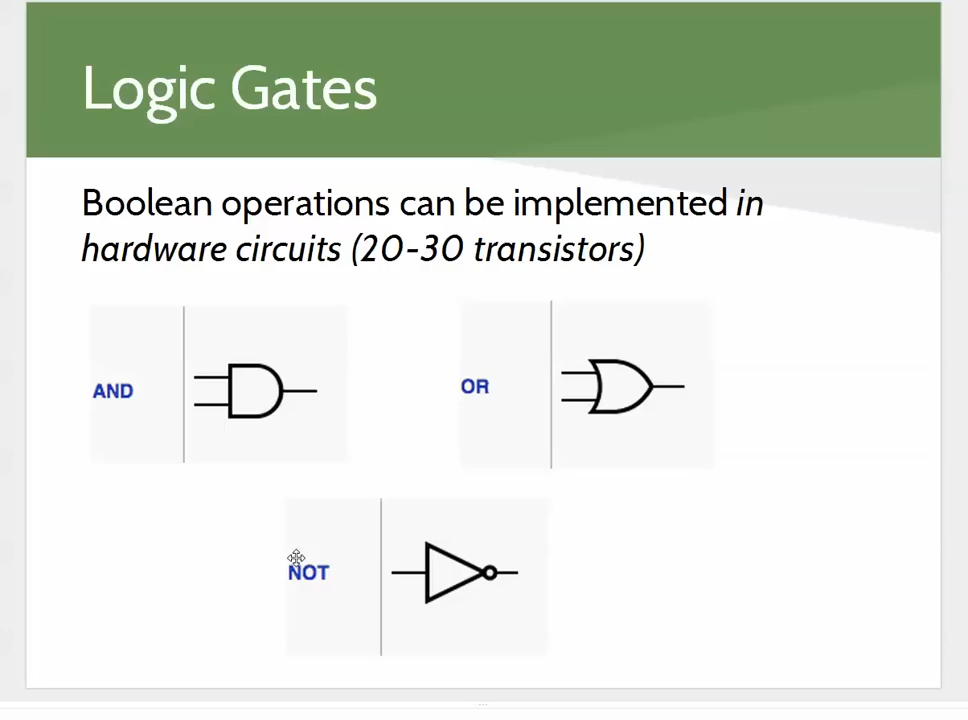 Logic Gates
Boolean operations can be implemented in
hardware circuits (20-30 transistors)
AND
OR
NOT